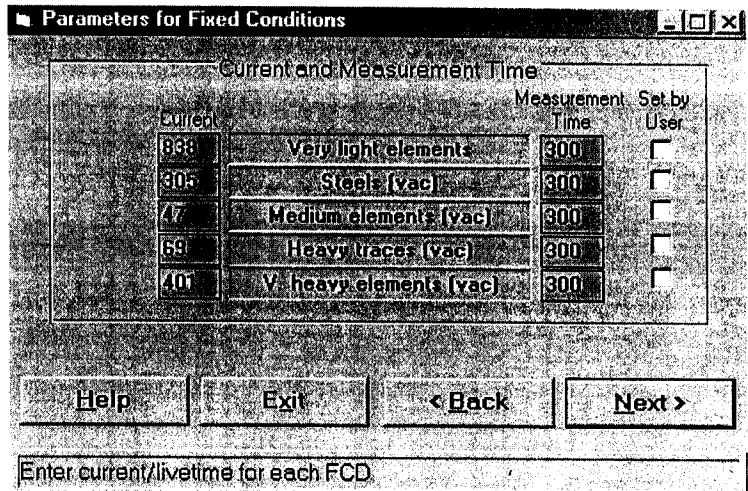 Parameters for Fixed Conditions
Current and Measurement Time
Current
Measurement Time
Set by User
838 Very light elements 300
305 Steels (vac) 300
47 Medium elements (vac) 300
69 Heavy traces (vac) 300
401 V. heavy elements (vac) 300
Help Exit < Back Next >
Enter current/livetime for each FCD